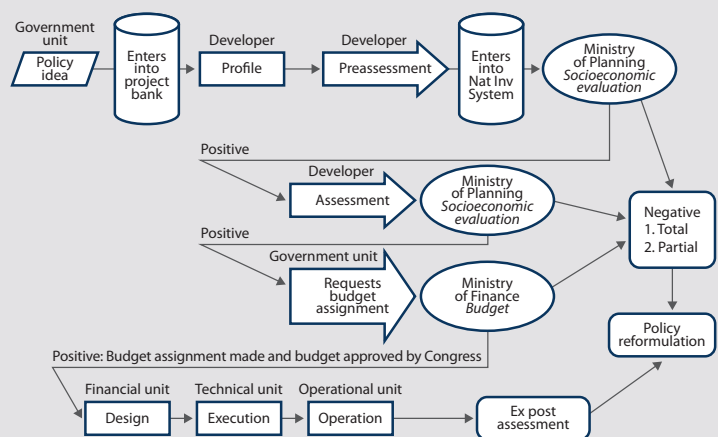 Government
unit
Policy
idea
Enters
into
project
bank
Developer
Profile
Developer
Preassessment
Enters
into
Nat Inv
System
Ministry
of Planning
Socioeconomic
evaluation
Positive
Developer
Assessment
Ministry
of Planning
Socioeconomic
evaluation
Negative
1. Total
2. Partial
Positive
Government unit
Requests
budget
assignment
Ministry
of Finance
Budget
Policy
reformulation
Positive: Budget assignment made and budget approved by Congress
Financial unit
Design
Technical unit
Execution
Operational unit
Operation
Ex post
assessment